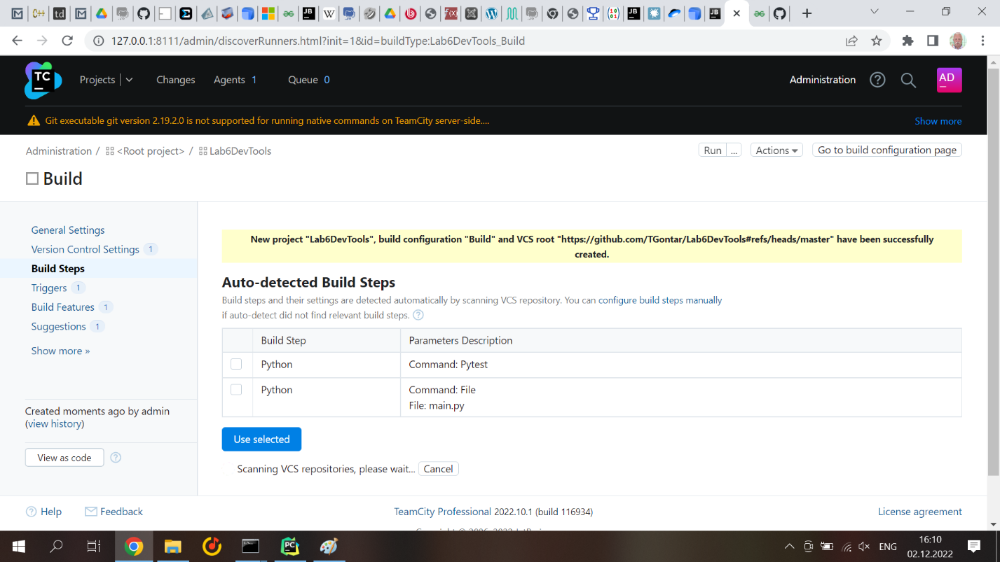 127.0.0.1:8111/admin/discoverRunners.html?init=1&id=buildType:Lab6DevTools_Build
TC
Projects
Changes
Agents 1
Queue 0
Administration
AD
Git executable git version 2.19.2.0 is not supported for running native commands on TeamCity server-side....
Show more
Administration / <Root project> / Lab6DevTools
Run ...
Actions
Go to build configuration page
Build
General Settings
Version Control Settings 1
Build Steps
Triggers 1
Build Features 1
Suggestions 1
Show more »
Created moments ago by admin
(view history)
View as code
New project "Lab6DevTools", build configuration "Build" and VCS root "https://github.com/TGontar/Lab6DevTools#refs/heads/master" have been successfully
created.
Auto-detected Build Steps
Build steps and their settings are detected automatically by scanning VCS repository. You can configure build steps manually
if auto-detect did not find relevant build steps.
Build Step Parameters Description
Python Command: Pytest
Python Command: File
File: main.py
Use selected
Scanning VCS repositories, please wait... Cancel
Help
Feedback
TeamCity Professional 2022.10.1 (build 116934)
License agreement
ENG
16:10
02.12.2022